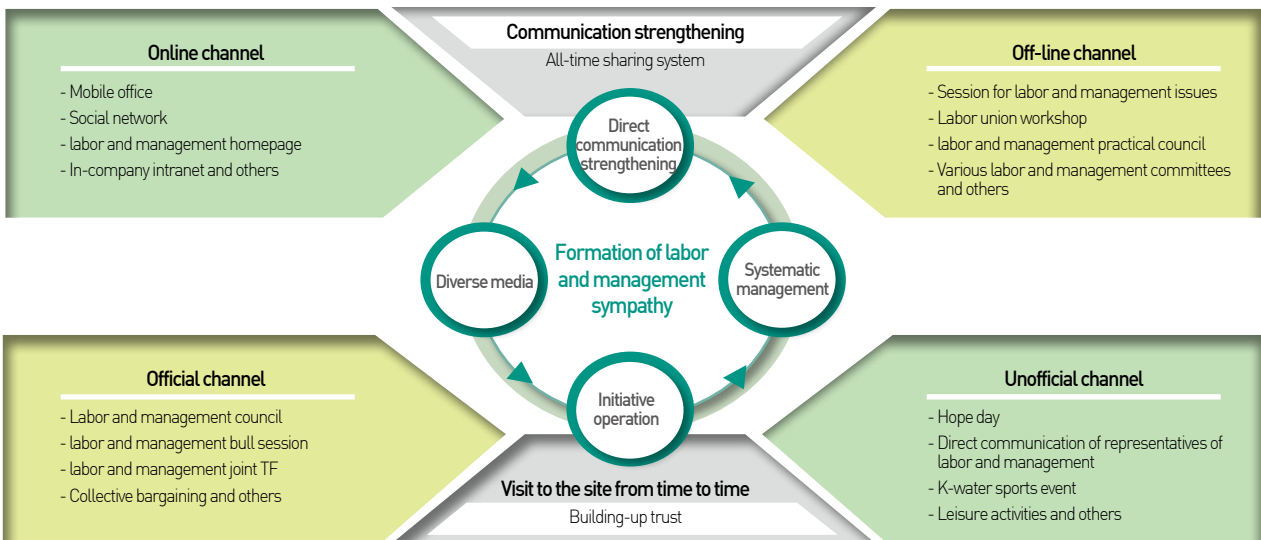 Online channel
- Mobile office
- Social network
- labor and management homepage
- In-company intranet and others
Communication strengthening
All-time sharing system
Off-line channel
- Session for labor and management issues
- Labor union workshop
- labor and management practical council
- Various labor and management committees
and others
Direct
communication
strengthening
Diverse media
Formation of labor
and management
sympathy
Systematic
management
Initiative
operation
Official channel
- Labor and management council
- labor and management bull session
- labor and management joint TF
- Collective bargaining and others
Visit to the site from time to time
Building-up trust
Unofficial channel
- Hope day
- Direct communication of representatives of
labor and management
- K-water sports event
- Leisure activities and others